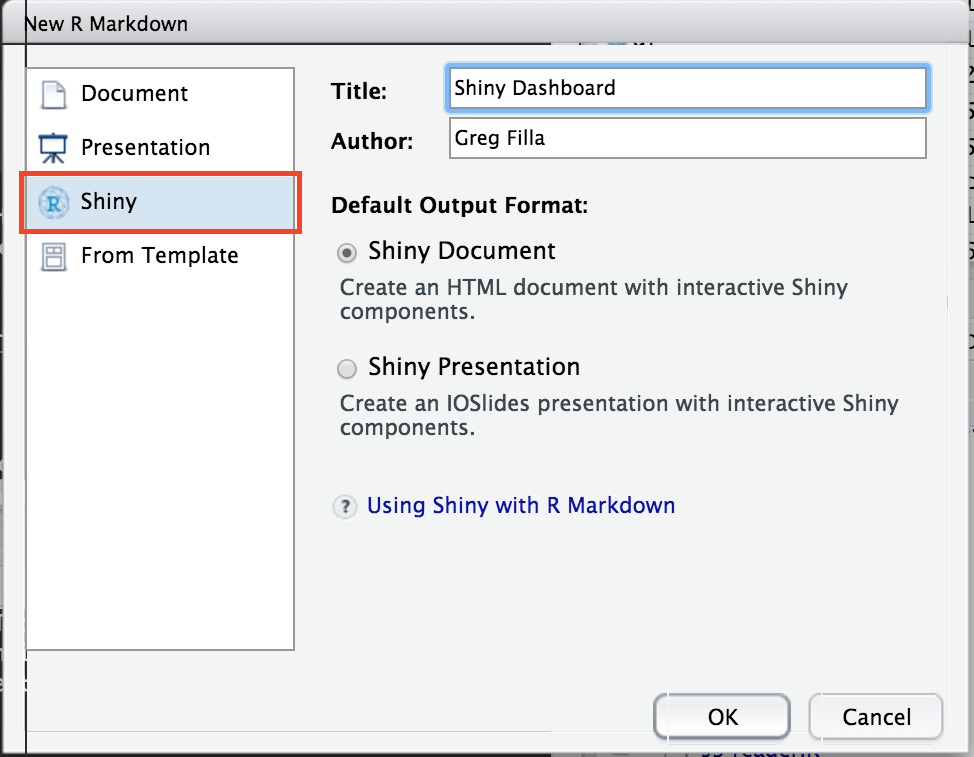 New R Markdown
Document
Presentation
Shiny
From Template
Title:
Shiny Dashboard
Author:
Greg Filla
Default Output Format:
Shiny Document
Create an HTML document with interactive Shiny
components.
Shiny Presentation
Create an IOSlides presentation with interactive Shiny
components.
? Using Shiny with R Markdown
OK
Cancel